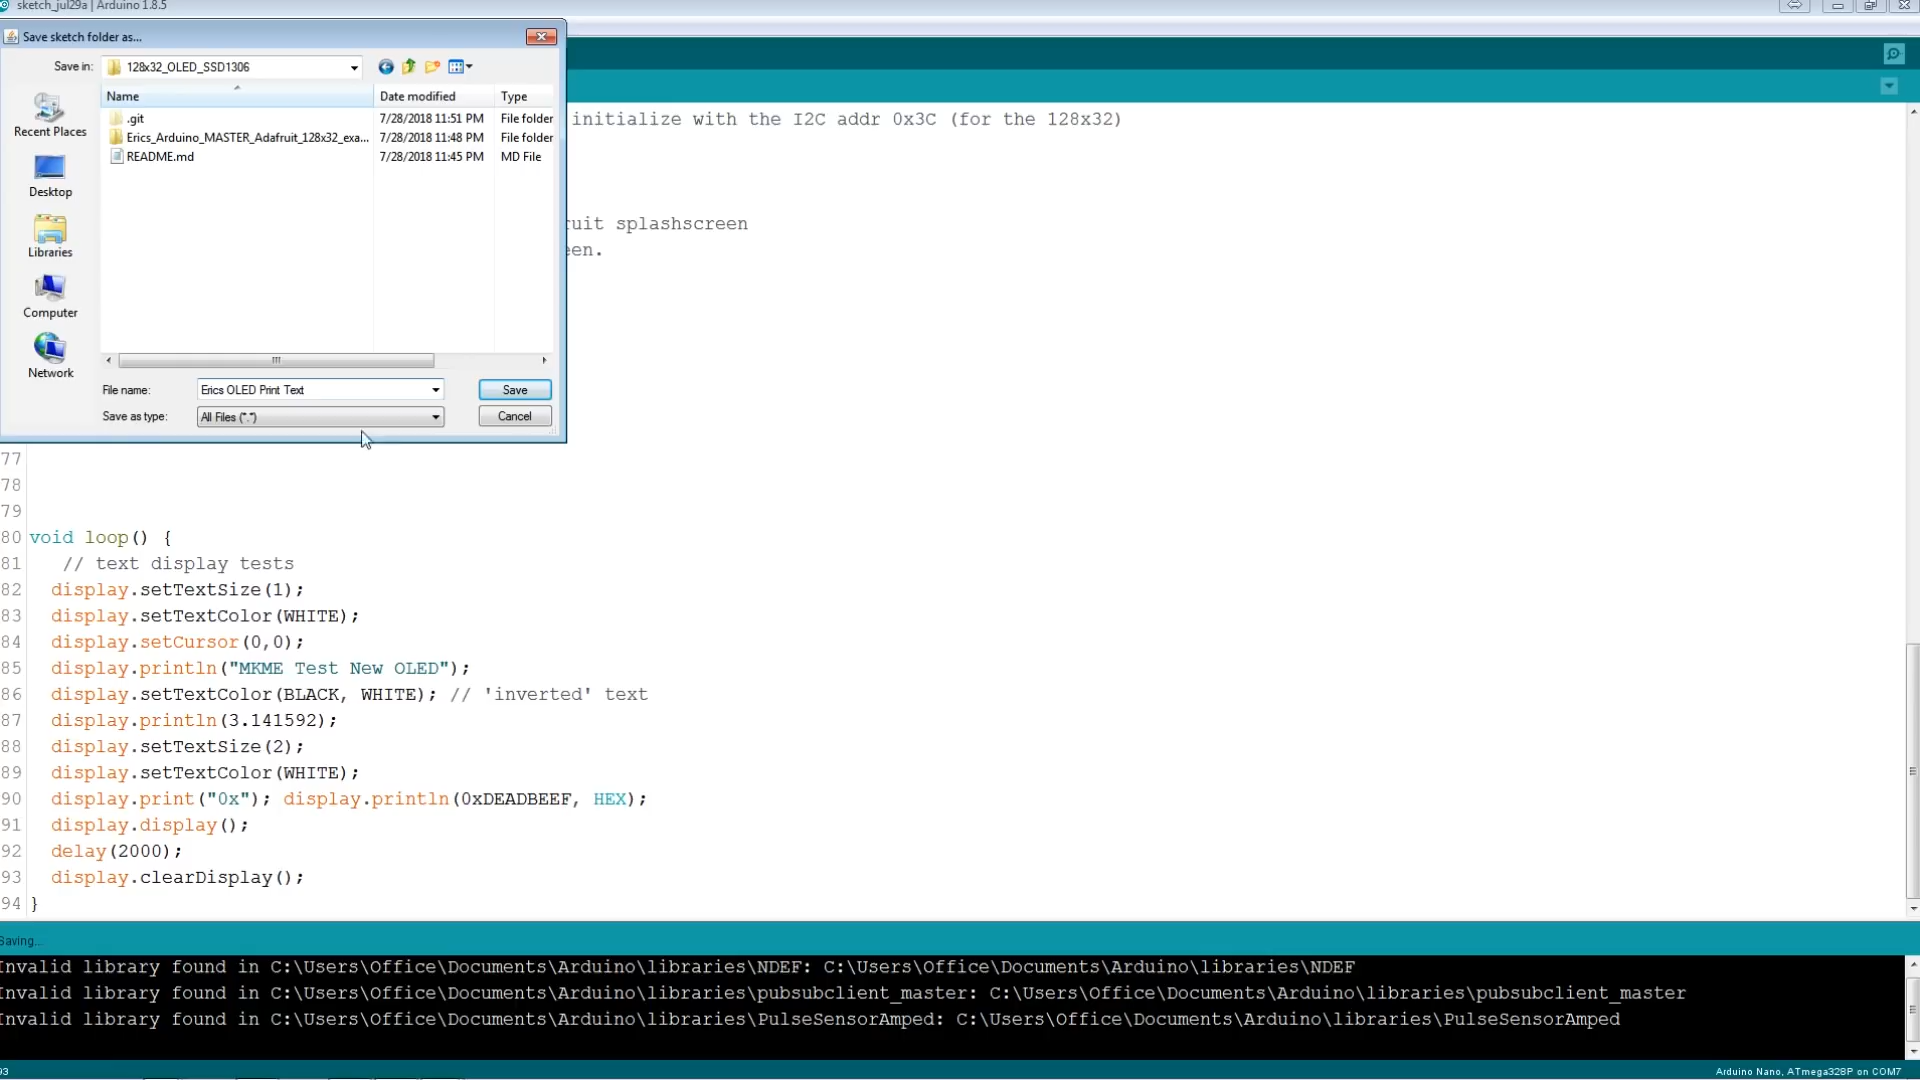 sketch_jul29a | Arduino 1.8.5
Save sketch folder as...
Save in: 128x32_OLED_SSD1306
Name Date modified Type
.git 7/28/2018 11:51 PM File folder
Erics_Arduino_MASTER_Adafruit_128x32_exa... 7/28/2018 11:48 PM File folder
README.md 7/28/2018 11:45 PM MD File
Recent Places
Desktop
Libraries
Computer
Network
File name: Erics OLED Print Text Save
Save as type: All Files (*.*) Cancel
initialize with the I2C addr 0x3C (for the 128x32)
ruit splashscreen
een.
77
78
79
80 void loop() {
81 // text display tests
82 display.setTextSize(1);
83 display.setTextColor(WHITE);
84 display.setCursor(0,0);
85 display.println("MKME Test New OLED");
86 display.setTextColor(BLACK, WHITE); // 'inverted' text
87 display.println(3.141592);
88 display.setTextSize(2);
89 display.setTextColor(WHITE);
90 display.print("0x"); display.println(0xDEADBEEF, HEX);
91 display.display();
92 delay(2000);
93 display.clearDisplay();
94 }
Saving...
Invalid library found in C:\Users\Office\Documents\Arduino\libraries\NDEF: C:\Users\Office\Documents\Arduino\libraries\NDEF
Invalid library found in C:\Users\Office\Documents\Arduino\libraries\pubsubclient_master: C:\Users\Office\Documents\Arduino\libraries\pubsubclient_master
Invalid library found in C:\Users\Office\Documents\Arduino\libraries\PulseSensorAmped: C:\Users\Office\Documents\Arduino\libraries\PulseSensorAmped
93 Arduino Nano, ATmega328P on COM7